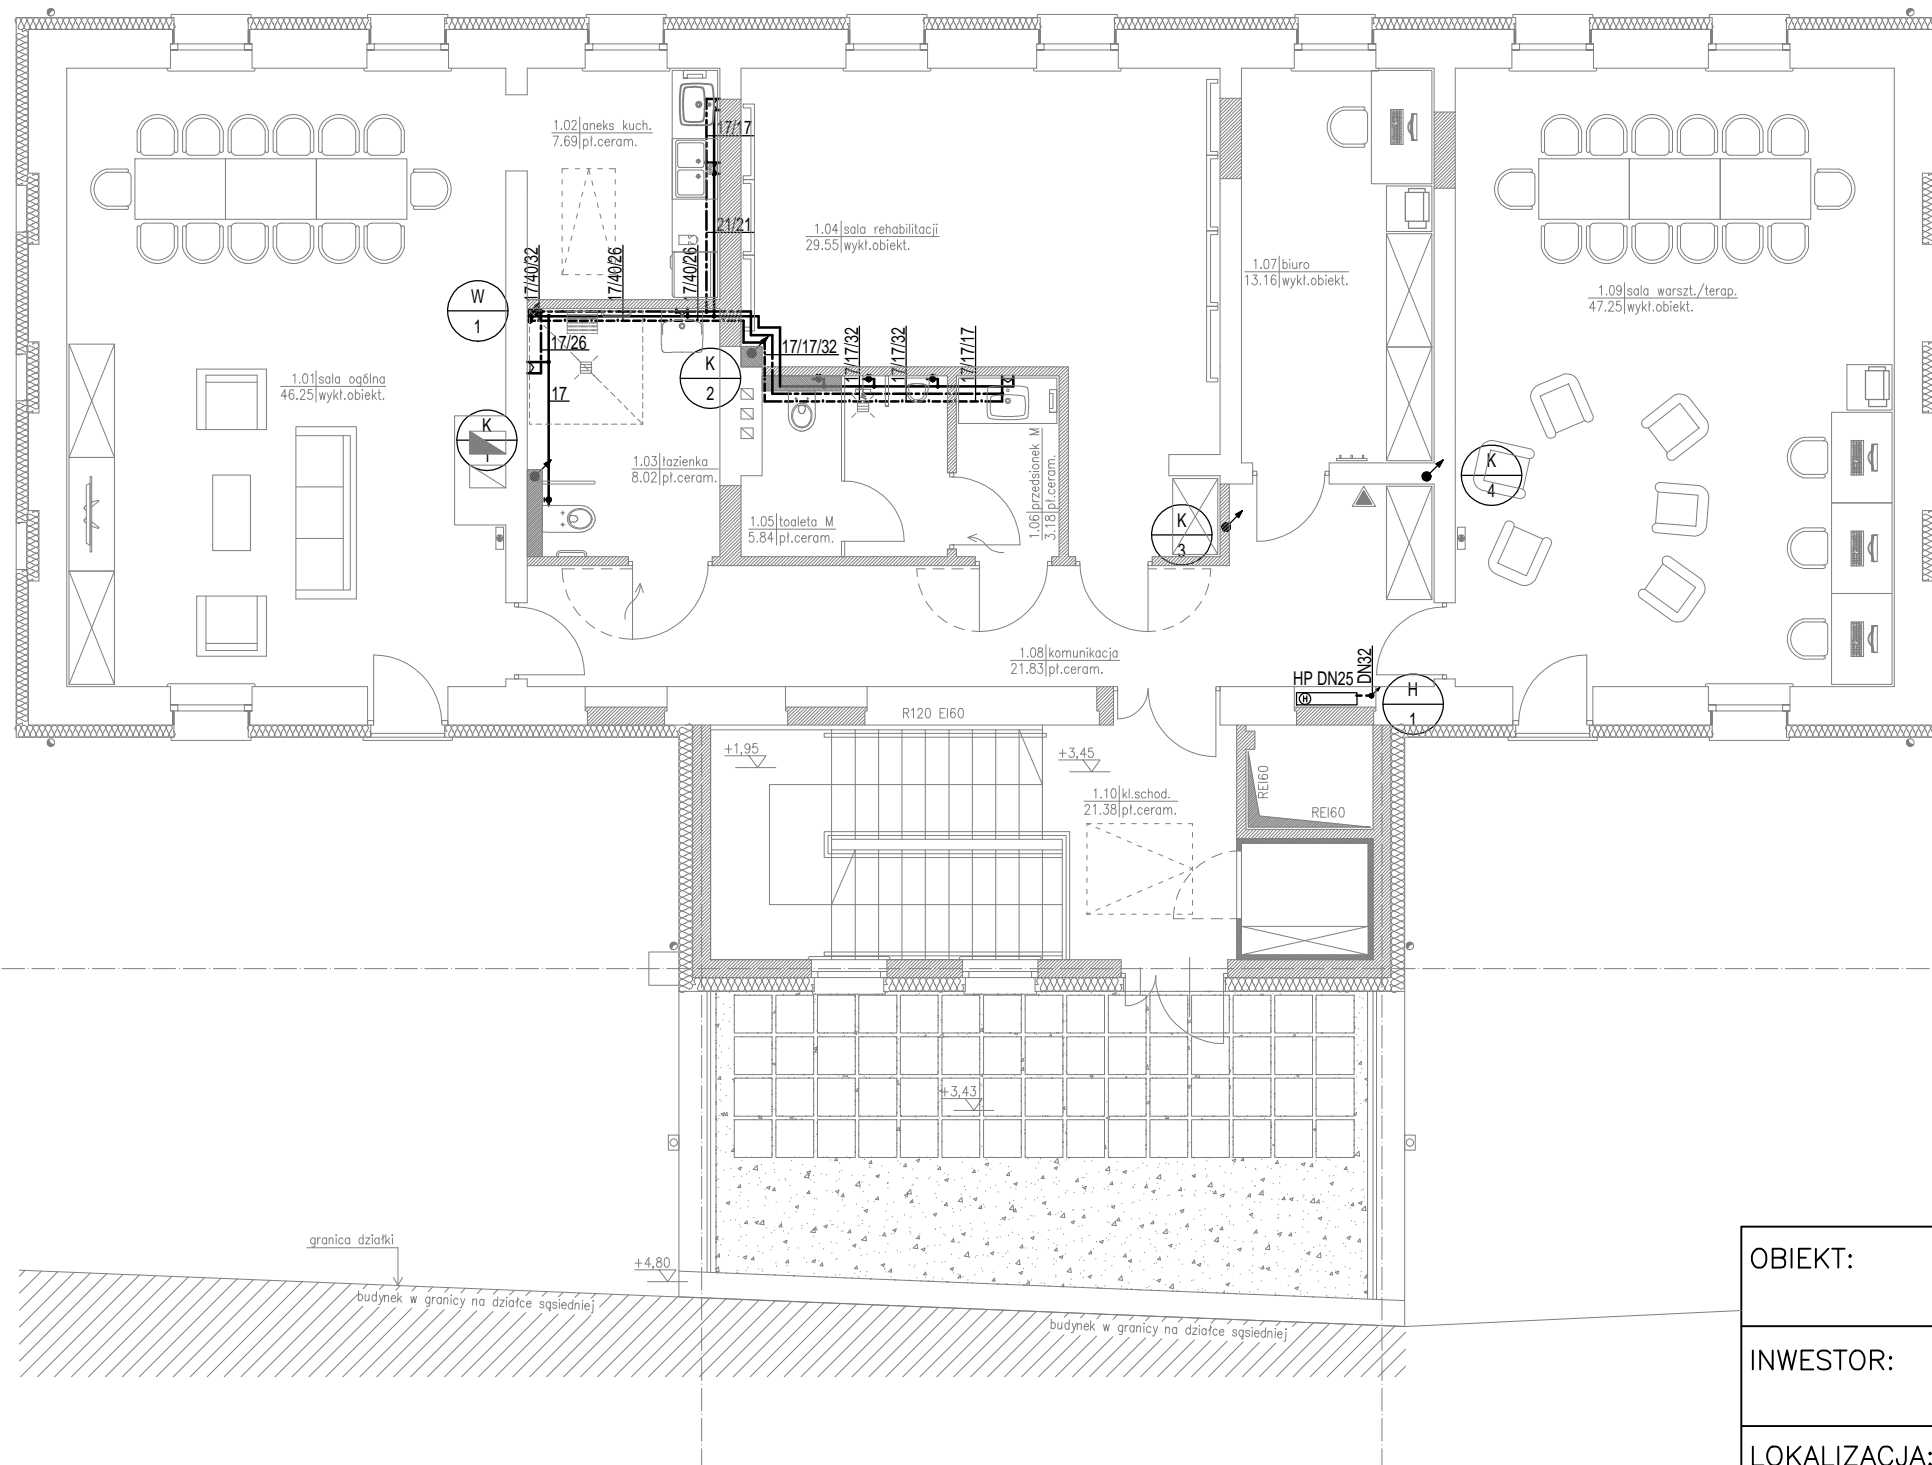 1.02 aneks kuch.
7.69 pł.ceram.
17/17
21/21
1.04 sala rehabilitacji
29.55 wykł.obiekt.
1.07 biuro
13.16 wykł.obiekt.
1.09 sala warszt./terap.
47.25 wykł.obiekt.
17/40/32
17/40/26
17/40/26
W
1
17/26
17
K
2
17/17/32
17/17/32
17/17/32
17/17/17
1.01 sala ogólna
46.25 wykł.obiekt.
K
1
1.03 łazienka
8.02 pł.ceram.
1.05 toaleta M
5.84 pł.ceram.
1.06 przedsionek M
3.18 pł.ceram.
K
3
K
4
1.08 komunikacja
21.83 pł.ceram.
HP DN25
DN32
H
H
1
R120 EI60
+1,95
+3,45
1.10 kl.schod.
21.38 pł.ceram.
REI60
REI60
+3,43
granica działki
+4,80
budynek w granicy na działce sąsiedniej
budynek w granicy na działce sąsiedniej
OBIEKT:
INWESTOR:
LOKALIZACJA: